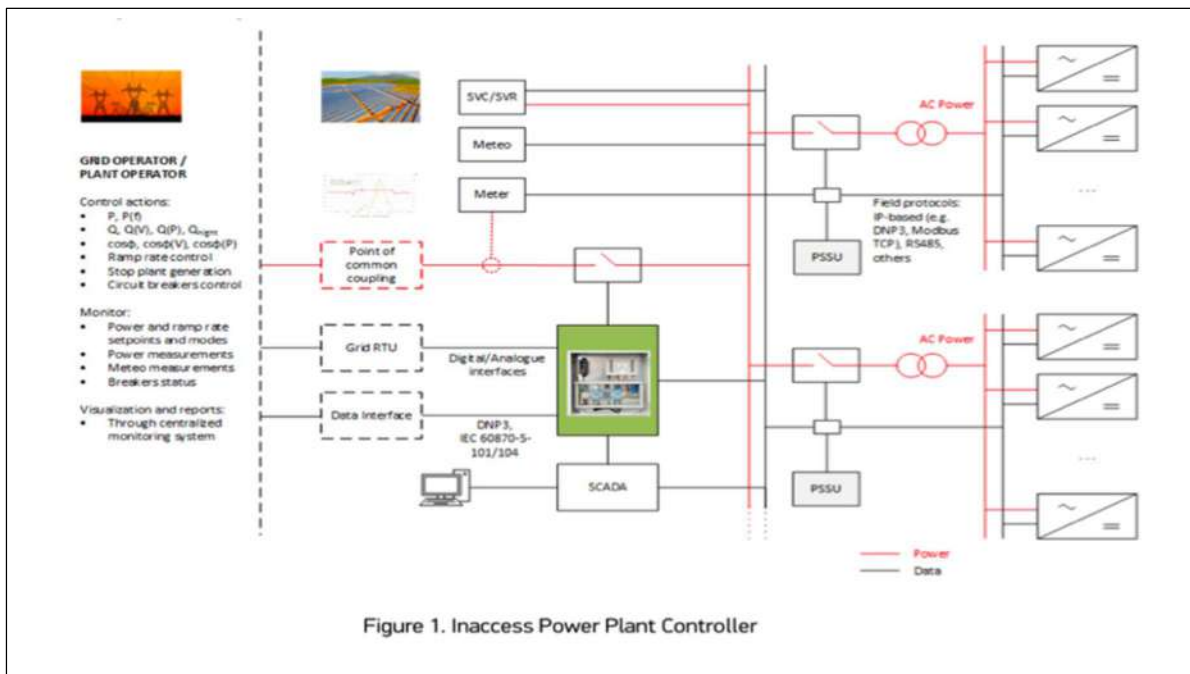 GRID OPERATOR /
PLANT OPERATOR
Control actions:
• P, P(f)
• Q, Q(V), Q(P), Qnight
• cosϕ, cosϕ(V), cosϕ(P)
• Ramp rate control
• Stop plant generation
• Circuit breakers control
Monitor:
• Power and ramp rate
setpoints and modes
• Power measurements
• Meteo measurements
• Breakers status
Visualization and reports:
• Through centralized
monitoring system
SVC/SVR
Meteo
Meter
Point of
common
coupling
Grid RTU
Data Interface
Digital/Analogue
interfaces
DNP3,
IEC 60870-5-
101/104
SCADA
AC Power
Field protocols:
IP-based (e.g.
DNP3, Modbus
TCP), RS485,
others
PSSU
...
AC Power
PSSU
...
Power
Data
Figure 1. Inaccess Power Plant Controller